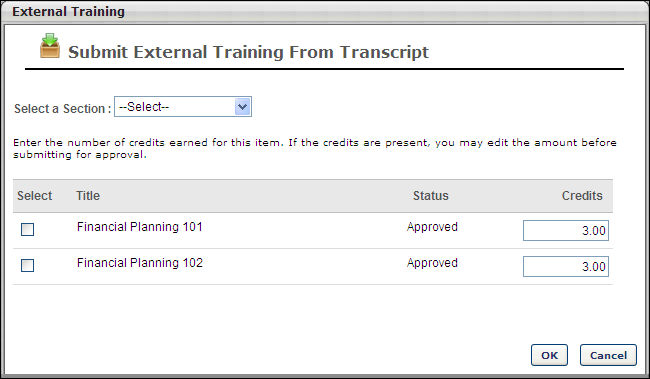 External Training
Submit External Training From Transcript
Select a Section : --Select--
Enter the number of credits earned for this item. If the credits are present, you may edit the amount before
submitting for approval.
Select Title Status Credits
Financial Planning 101 Approved 3.00
Financial Planning 102 Approved 3.00
OK Cancel